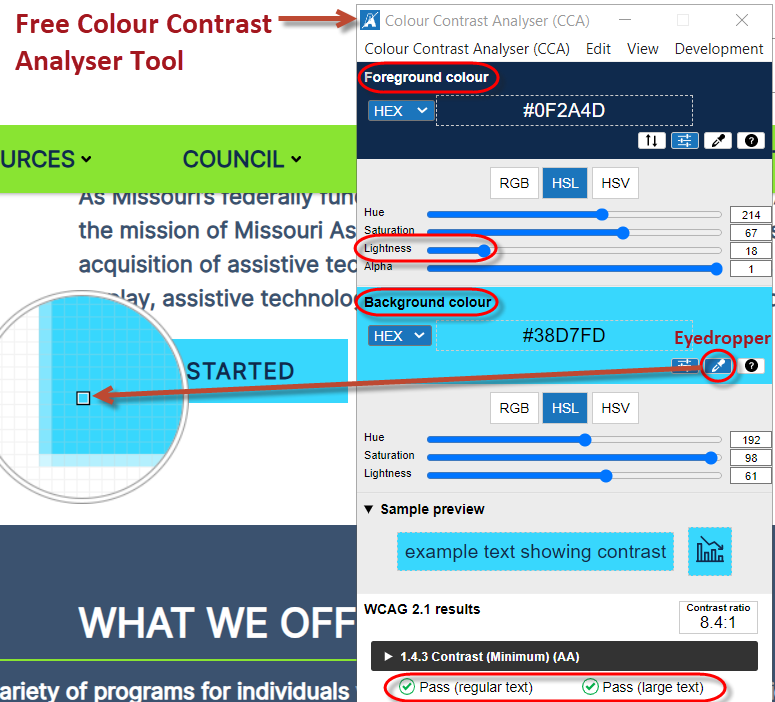 Free Colour Contrast
Analyser Tool
Colour Contrast Analyser (CCA)
Colour Contrast Analyser (CCA) Edit View Development
Foreground colour
HEX #0F2A4D
RGB HSL HSV
Hue 214
Saturation 67
Lightness 18
Alpha 1
Background colour
HEX #38D7FD
Eyedropper
RGB HSL HSV
Hue 192
Saturation 98
Lightness 61
▼ Sample preview
example text showing contrast
WCAG 2.1 results
Contrast ratio
8.4:1
▶ 1.4.3 Contrast (Minimum) (AA)
Pass (regular text) Pass (large text)
URCES COUNCIL
As Missouri's federally fun
the mission of Missouri As
acquisition of assistive tec
play, assistive technolog
STARTED
WHAT WE OFF
ariety of programs for individuals